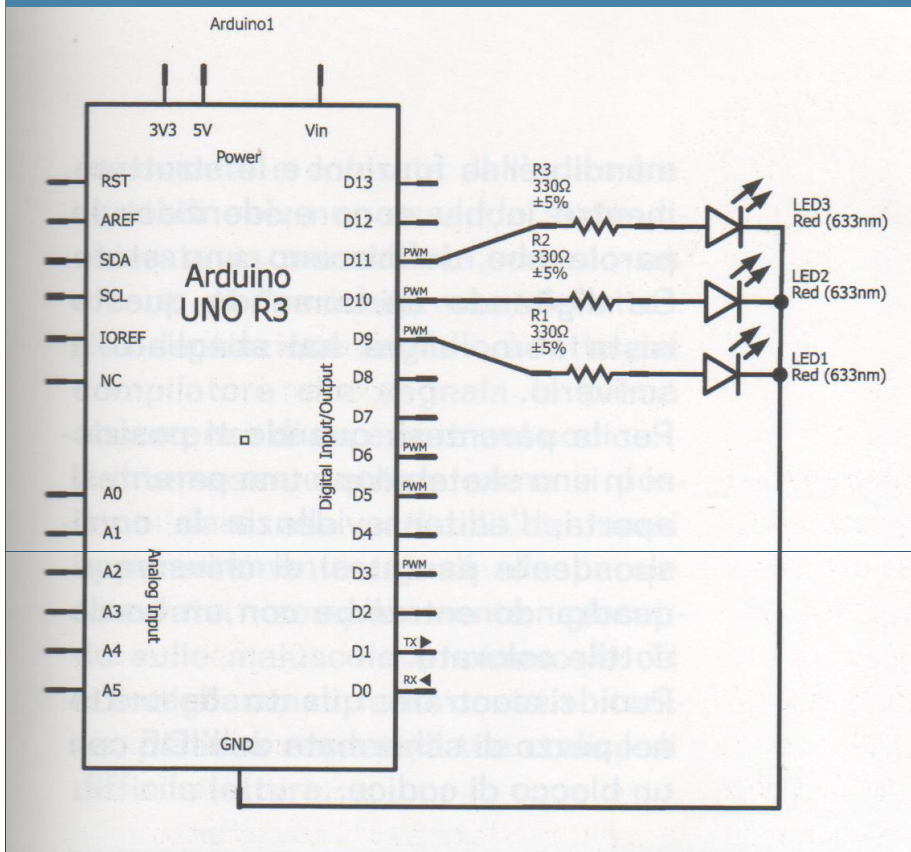 Arduino1
3V3 5V Vin
Power
RST
AREF
SDA
SCL
IOREF
NC
A0
A1
A2
A3
A4
A5
Analog Input
Arduino
UNO R3
Digital Input/Output
D13
D12
D11 PWM
D10 PWM
D9 PWM
D8
D7
D6 PWM
D5 PWM
D4
D3 PWM
D2
D1 TX
D0 RX
GND
R3
330Ω
±5%
R2
330Ω
±5%
R1
330Ω
±5%
LED3
Red (633nm)
LED2
Red (633nm)
LED1
Red (633nm)